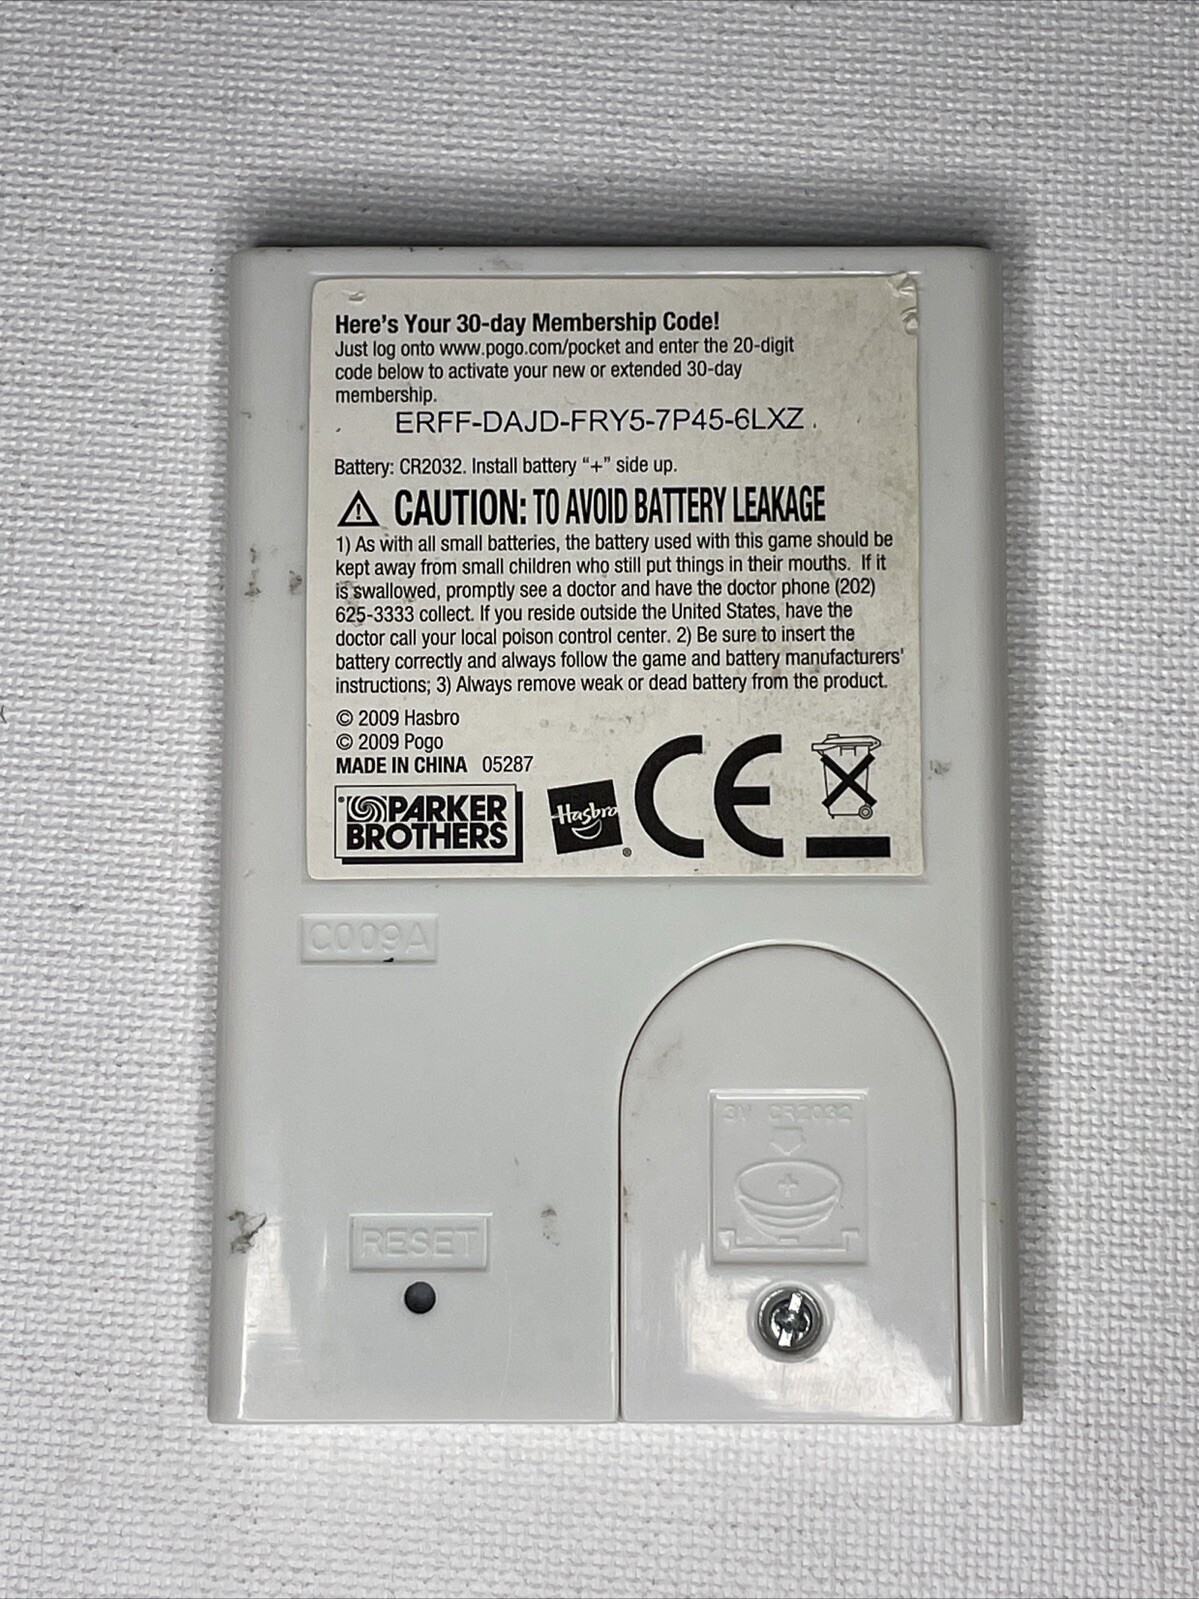 Here's Your 30-day Membership Code!
Just log onto www.pogo.com/pocket and enter the 20-digit
code below to activate your new or extended 30-day
membership.
ERFF-DAJD-FRY5-7P45-6LXZ
Battery: CR2032. Install battery “+” side up.
CAUTION: TO AVOID BATTERY LEAKAGE
1) As with all small batteries, the battery used with this game should be
kept away from small children who still put things in their mouths. If it
is swallowed, promptly see a doctor and have the doctor phone (202)
625-3333 collect. If you reside outside the United States, have the
doctor call your local poison control center. 2) Be sure to insert the
battery correctly and always follow the game and battery manufacturers'
instructions; 3) Always remove weak or dead battery from the product.
© 2009 Hasbro
© 2009 Pogo
MADE IN CHINA 05287
PARKER
BROTHERS
Hasbro
®
CE
C009A
3V CR2032
+
RESET